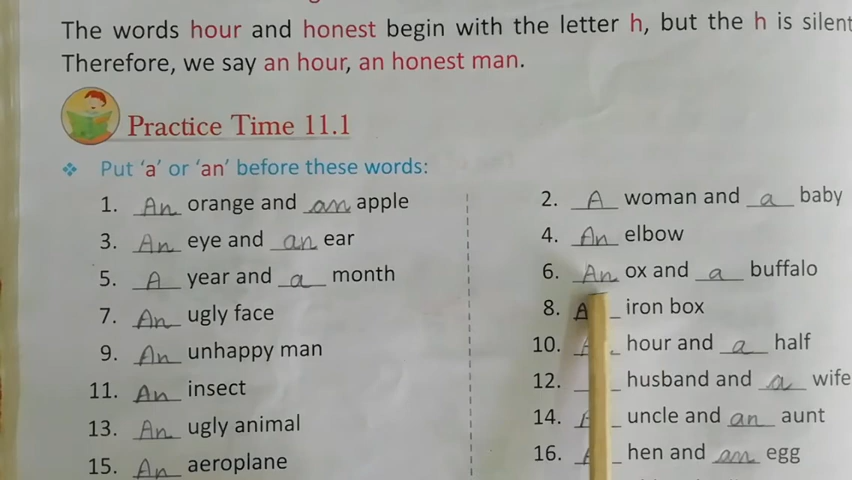 The words hour and honest begin with the letter h, but the h is silent
Therefore, we say an hour, an honest man.
Practice Time 11.1
❖ Put ‘a’ or ‘an’ before these words:
1. An orange and an apple
2. A woman and a baby
3. An eye and an ear
4. An elbow
5. A year and a month
6. An ox and a buffalo
7. An ugly face
8. iron box
9. An unhappy man
10. hour and a half
11. An insect
12. husband and a wife
13. An ugly animal
14. uncle and an aunt
15. An aeroplane
16. hen and an egg